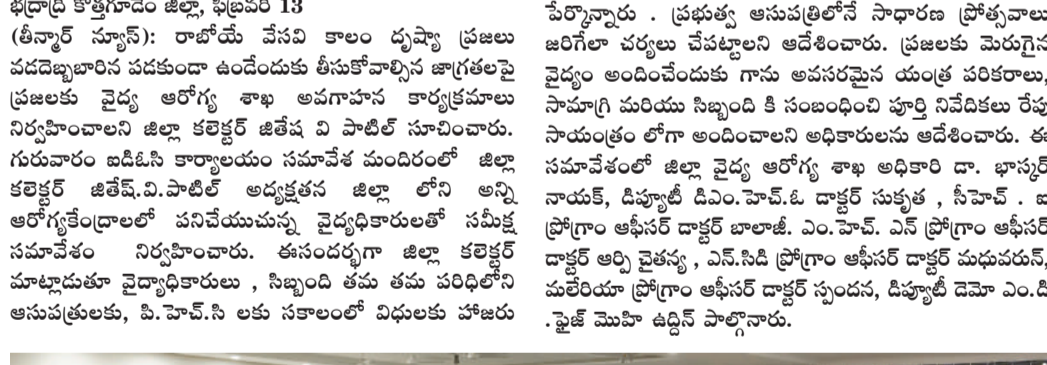 భద్రాద్రి కొత్తగూడెం జిల్లా, ఫిబ్రవరి 13
(తీన్మార్ న్యూస్): రాబోయే వేసవి కాలం దృష్యా ప్రజలు
వడదెబ్బబారిన పడకుండా ఉండేందుకు తీసుకోవాల్సిన జాగ్రతలపై
ప్రజలకు వైద్య ఆరోగ్య శాఖ అవగాహన కార్యక్రమాలు
నిర్వహించాలని జిల్లా కలెక్టర్ జితేష వి పాటిల్ సూచించారు.
గురువారం ఐడిఓసి కార్యాలయం సమావేశ మందిరంలో జిల్లా
కలెక్టర్ జితేష్.వి.పాటిల్ అద్యక్షతన జిల్లా లోని అన్ని
ఆరోగ్యకేంద్రాలలో పనిచేయుచున్న వైద్యధికారులతో సమీక్ష
సమావేశం నిర్వహించారు. ఈసందర్భగా జిల్లా కలెక్టర్
మాట్లాడుతూ వైద్యాధికారులు , సిబ్బంది తమ తమ పరిధిలోని
ఆసుపత్రులకు, పి.హెచ్.సి లకు సకాలంలో విధులకు హాజరు
పేర్కొన్నారు . ప్రభుత్వ ఆసుపత్రిలోనే సాధారణ ప్రోత్సవాలు
జరిగేలా చర్యలు చేపట్టాలని ఆదేశించారు. ప్రజలకు మెరుగైన
వైద్యం అందించేందుకు గాను అవసరమైన యంత్ర పరికరాలు,
సామాగ్రి మరియు సిబ్బంది కి సంబంధించి పూర్తి నివేదికలు రేపు
సాయంత్రం లోగా అందించాలని అధికారులను ఆదేశించారు. ఈ
సమావేశంలో జిల్లా వైద్య ఆరోగ్య శాఖ అధికారి డా. భాస్కర్
నాయక్, డిప్యూటీ డిఎం.హెచ్.ఓ డాక్టర్ సుకృత , సీహెచ్ . ఐ
ప్రోగ్రాం ఆఫీసర్ డాక్టర్ బాలాజీ. ఎం.హెచ్. ఎన్ ప్రోగ్రాం ఆఫీసర్
డాక్టర్ ఆర్పి చైతన్య , ఎన్.సిడి ప్రోగ్రాం ఆఫీసర్ డాక్టర్ మధువరున్,
మలేరియా ప్రోగ్రాం ఆఫీసర్ డాక్టర్ స్పందన, డిప్యూటీ డెమో ఎం.డి
.ఫైజ్ మొహి ఉద్దిన్ పాల్గొనారు.